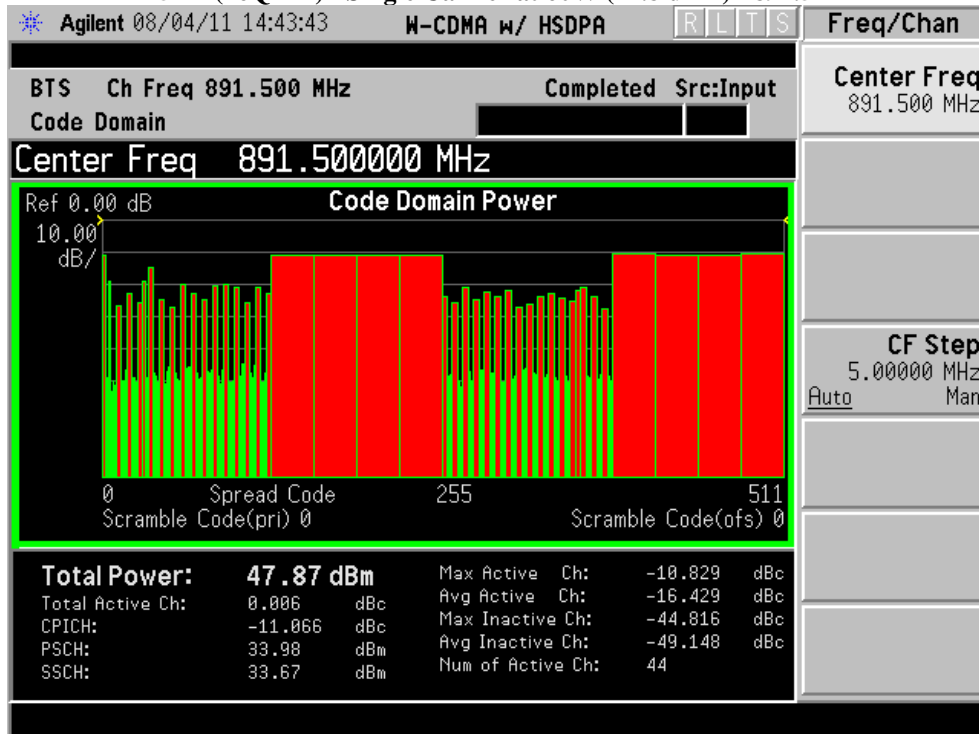 Agilent 08/04/11 14:43:43 W-CDMA w/ HSDPA R L T S Freq/Chan
BTS Ch Freq 891.500 MHz Completed Src:Input
Code Domain
Center Freq 891.500000 MHz
Ref 0.00 dB Code Domain Power
10.00
dB/
0 Spread Code 255 511
Scramble Code(pri) 0 Scramble Code(ofs) 0
Total Power: 47.87 dBm
Total Active Ch: 0.006 dBc
CPICH: -11.066 dBc
PSCH: 33.98 dBm
SSCH: 33.67 dBm
Max Active Ch: -10.829 dBc
Avg Active Ch: -16.429 dBc
Max Inactive Ch: -44.816 dBc
Avg Inactive Ch: -49.148 dBc
Num of Active Ch: 44
Center Freq
891.500 MHz
CF Step
5.00000 MHz
Auto Man